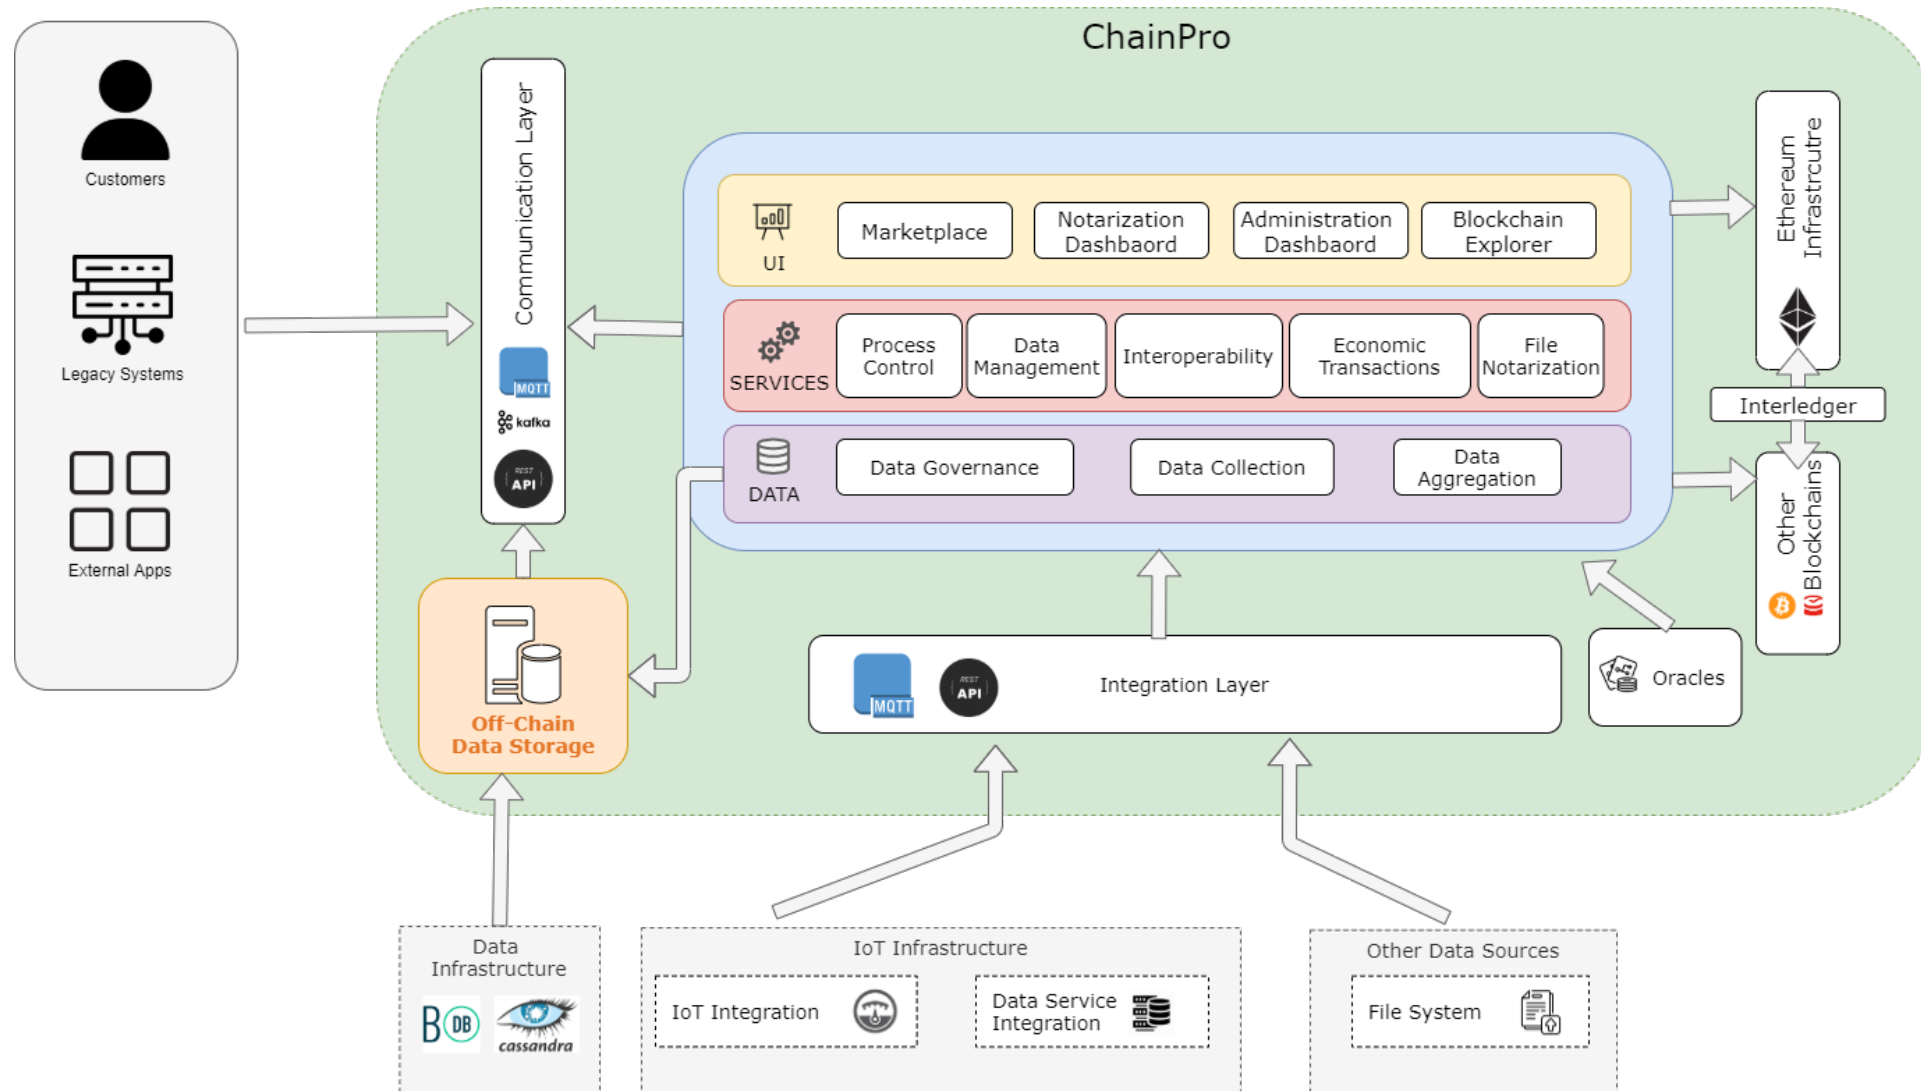 ChainPro
Customers
Legacy Systems
External Apps
Communication Layer
MQTT
kafka
REST
API
UI
Marketplace
Notarization
Dashbaord
Administration
Dashbaord
Blockchain
Explorer
SERVICES
Process
Control
Data
Management
Interoperability
Economic
Transactions
File
Notarization
DATA
Data Governance
Data Collection
Data
Aggregation
Ethereum
Infrastrcutre
Interledger
Other
Blockchains
Off-Chain
Data Storage
MQTT
REST
API
Integration Layer
Oracles
Data
Infrastructure
B DB
cassandra
IoT Infrastructure
IoT Integration
Data Service
Integration
Other Data Sources
File System